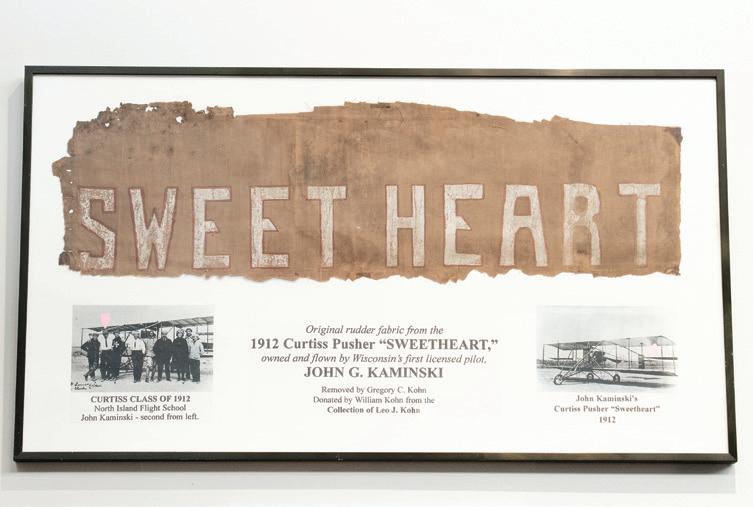 SWEET HEART
Original rudder fabric from the
1912 Curtiss Pusher “SWEETHEART,”
owned and flown by Wisconsin's first licensed pilot,
JOHN G. KAMINSKI
Removed by Gregory C. Kohn
Donated by William Kohn from the
Collection of Leo J. Kohn
CURTISS CLASS OF 1912
North Island Flight School
John Kaminski - second from left.
John Kaminski's
Curtiss Pusher “Sweetheart”
1912